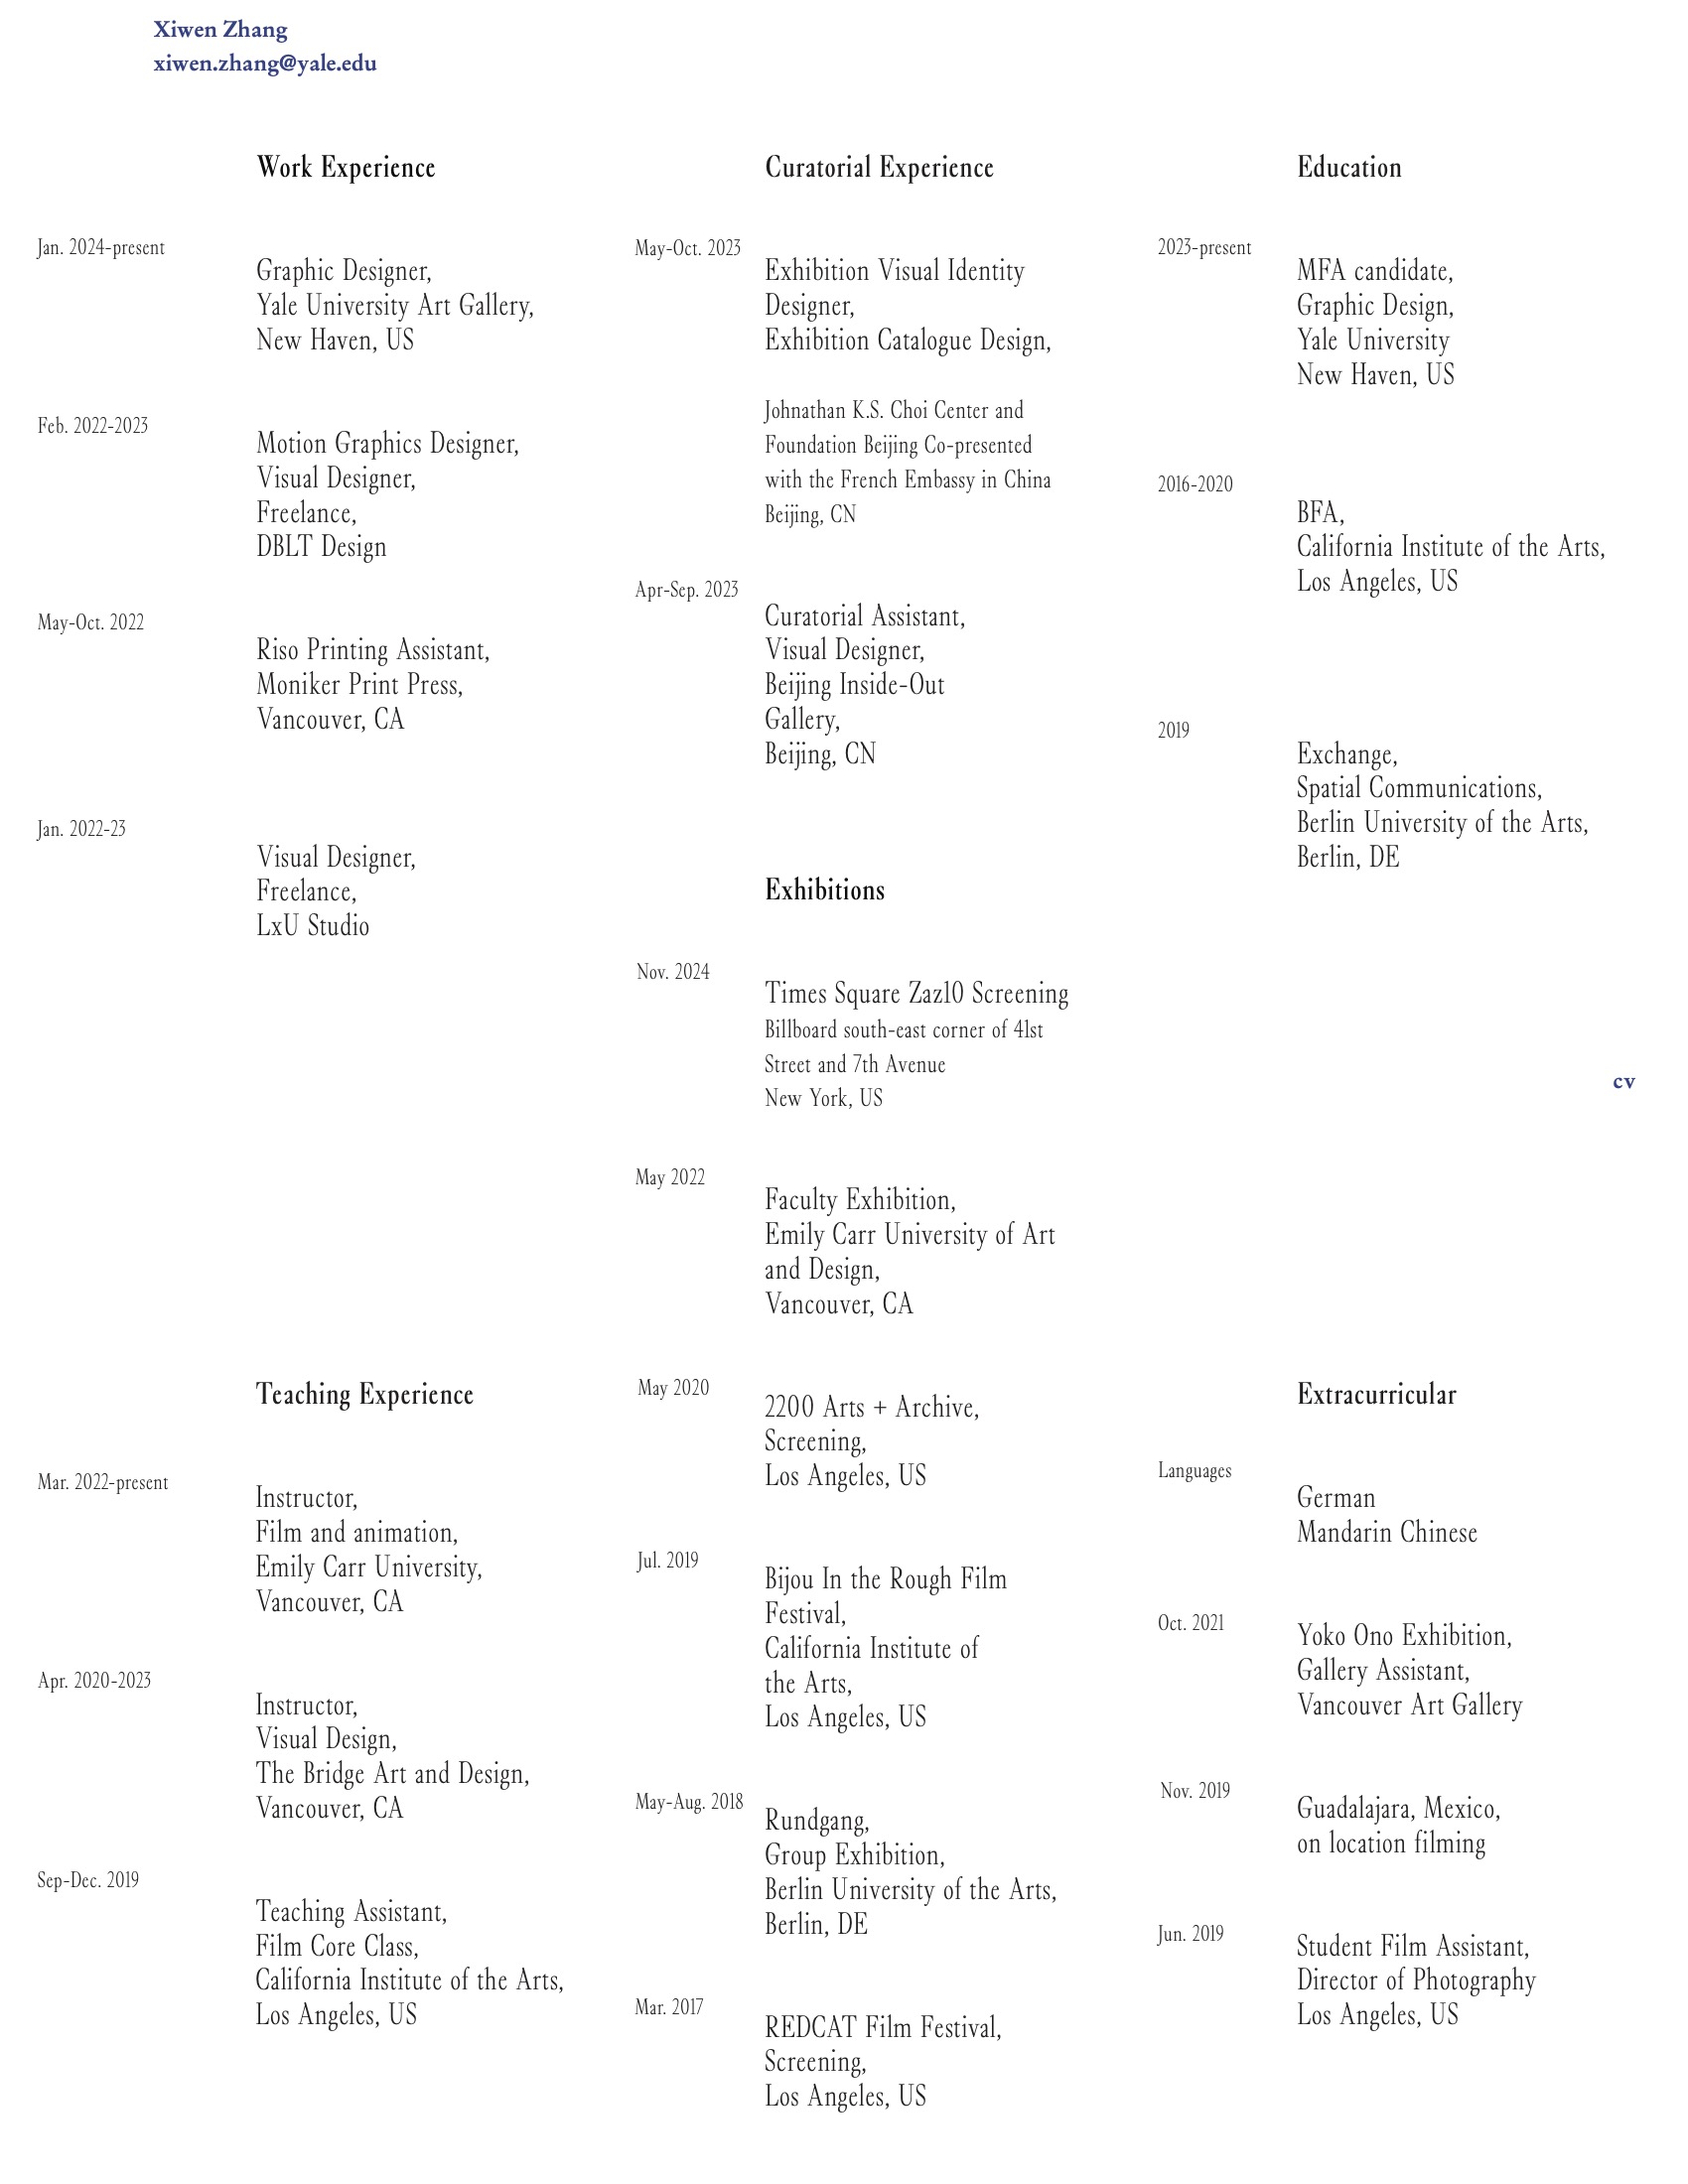 Xiwen Zhang
xiwen.zhang@yale.edu
Work Experience
Jan. 2024-present
Graphic Designer,
Yale University Art Gallery,
New Haven, US
Feb. 2022-2023
Motion Graphics Designer,
Visual Designer,
Freelance,
DBLT Design
May-Oct. 2022
Riso Printing Assistant,
Moniker Print Press,
Vancouver, CA
Jan. 2022-23
Visual Designer,
Freelance,
LxU Studio
Teaching Experience
Mar. 2022-present
Instructor,
Film and animation,
Emily Carr University,
Vancouver, CA
Apr. 2020-2023
Instructor,
Visual Design,
The Bridge Art and Design,
Vancouver, CA
Sep-Dec. 2019
Teaching Assistant,
Film Core Class,
California Institute of the Arts,
Los Angeles, US
Curatorial Experience
May-Oct. 2023
Exhibition Visual Identity
Designer,
Exhibition Catalogue Design,
Johnathan K.S. Choi Center and
Foundation Beijing Co-presented
with the French Embassy in China
Beijing, CN
Apr-Sep. 2023
Curatorial Assistant,
Visual Designer,
Beijing Inside-Out
Gallery,
Beijing, CN
Exhibitions
Nov. 2024
Times Square Zaz10 Screening
Billboard south-east corner of 41st
Street and 7th Avenue
New York, US
May 2022
Faculty Exhibition,
Emily Carr University of Art
and Design,
Vancouver, CA
May 2020
2200 Arts + Archive,
Screening,
Los Angeles, US
Jul. 2019
Bijou In the Rough Film
Festival,
California Institute of
the Arts,
Los Angeles, US
May-Aug. 2018
Rundgang,
Group Exhibition,
Berlin University of the Arts,
Berlin, DE
Mar. 2017
REDCAT Film Festival,
Screening,
Los Angeles, US
Education
2023-present
MFA candidate,
Graphic Design,
Yale University
New Haven, US
2016-2020
BFA,
California Institute of the Arts,
Los Angeles, US
2019
Exchange,
Spatial Communications,
Berlin University of the Arts,
Berlin, DE
cv
Extracurricular
Languages
German
Mandarin Chinese
Oct. 2021
Yoko Ono Exhibition,
Gallery Assistant,
Vancouver Art Gallery
Nov. 2019
Guadalajara, Mexico,
on location filming
Jun. 2019
Student Film Assistant,
Director of Photography
Los Angeles, US